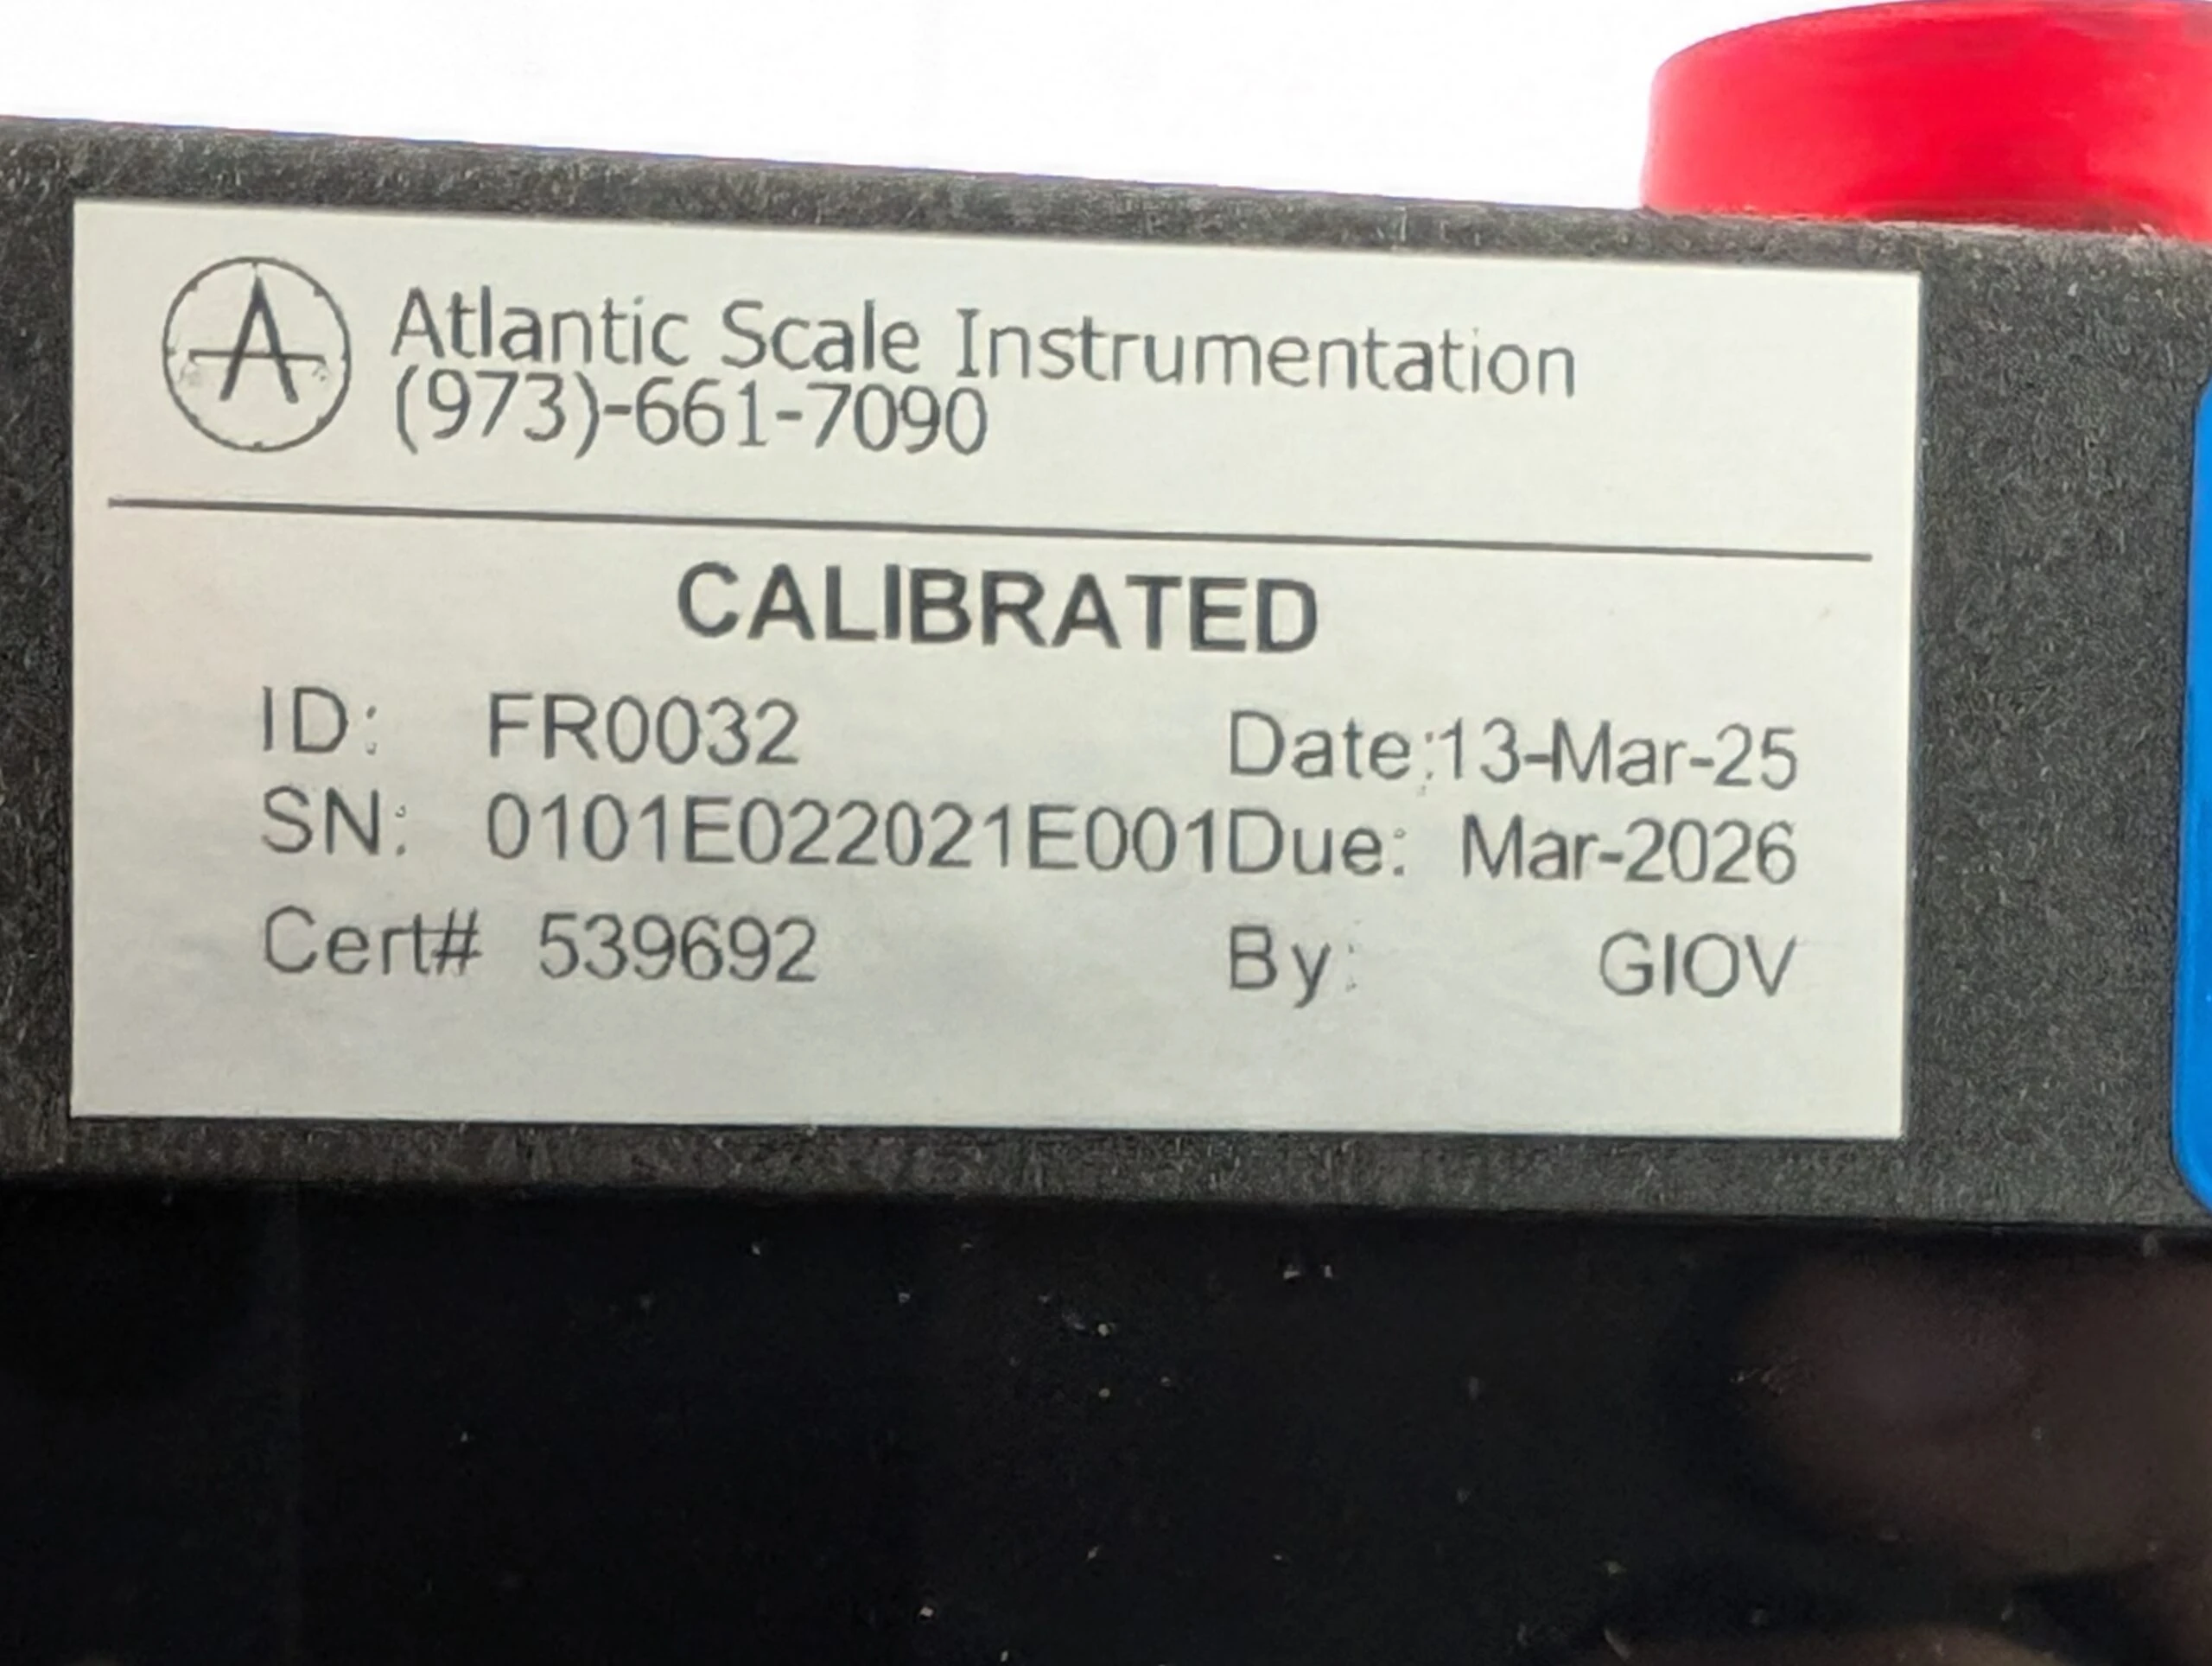 A Atlantic Scale Instrumentation
(973)-661-7090
CALIBRATED
ID: FR0032 Date:13-Mar-25
SN: 0101E022021E001Due: Mar-2026
Cert# 539692 By: GIOV